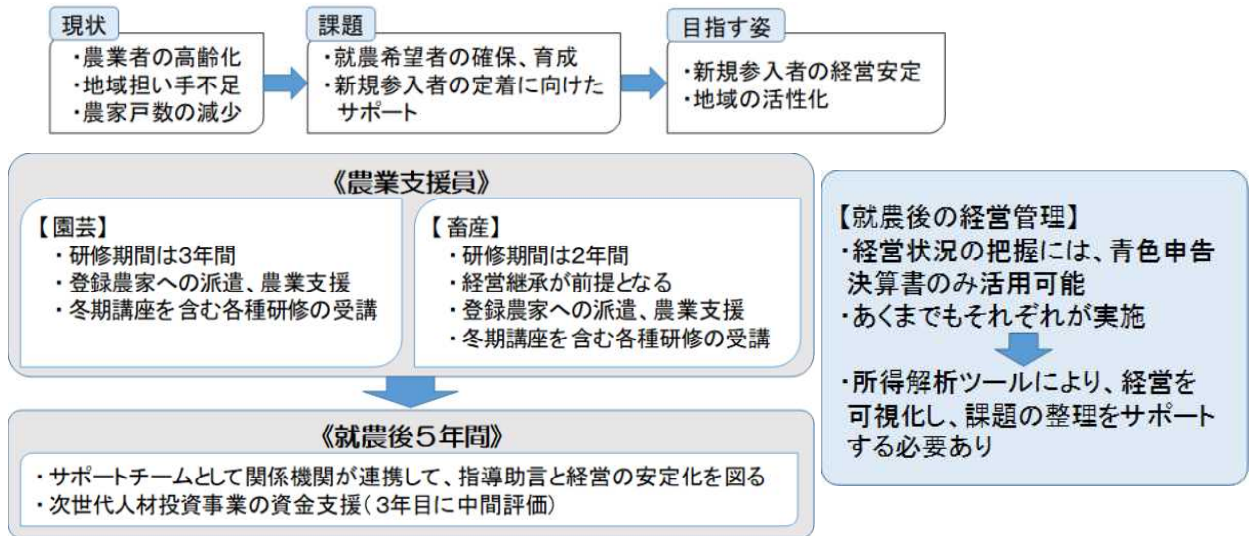 現状
・農業者の高齢化
・地域担い手不足
・農家戸数の減少
課題
・就農希望者の確保、育成
・新規参入者の定着に向けた
サポート
目指す姿
・新規参入者の経営安定
・地域の活性化
《農業支援員》
【園芸】
・研修期間は3年間
・登録農家への派遣、農業支援
・冬期講座を含む各種研修の受講
【畜産】
・研修期間は2年間
・経営継承が前提となる
・登録農家への派遣、農業支援
・冬期講座を含む各種研修の受講
《就農後5年間》
・サポートチームとして関係機関が連携して、指導助言と経営の安定化を図る
・次世代人材投資事業の資金支援(3年目に中間評価)
【就農後の経営管理】
・経営状況の把握には、青色申告
決算書のみ活用可能
・あくまでもそれぞれが実施
・所得解析ツールにより、経営を
可視化し、課題の整理をサポート
する必要あり